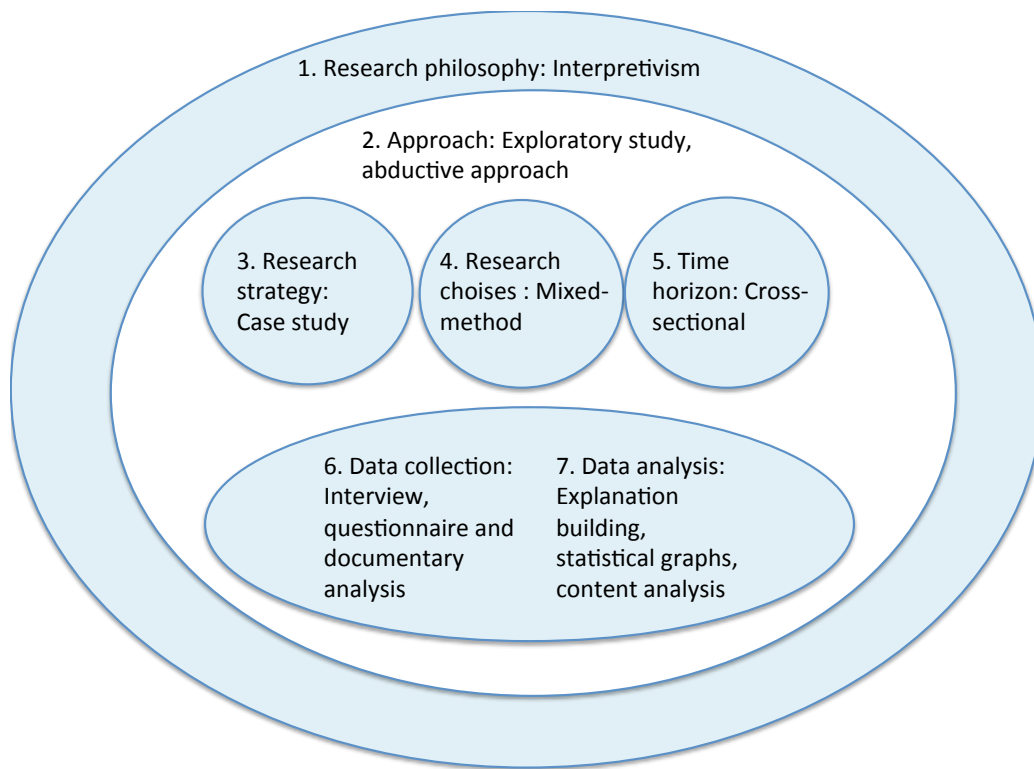 1. Research philosophy: Interpretivism
2. Approach: Exploratory study,
abductive approach
3. Research
strategy:
Case study
4. Research
choises : Mixed-
method
5. Time
horizon: Cross-
sectional
6. Data collection:
Interview,
questionnaire and
documentary
analysis
7. Data analysis:
Explanation
building,
statistical graphs,
content analysis